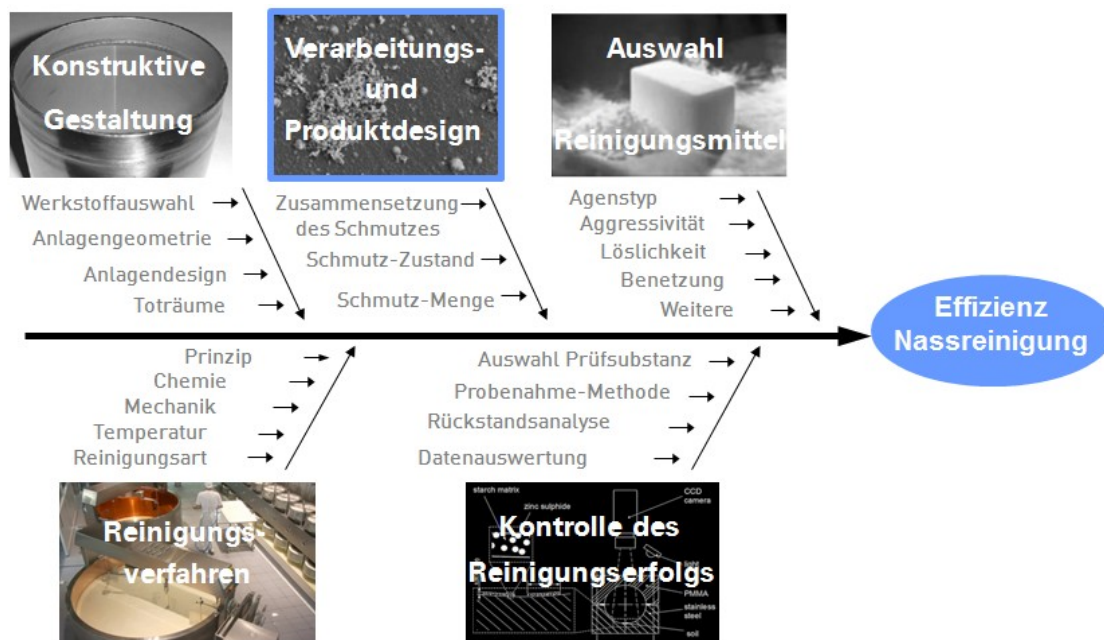 Konstruktive
Gestaltung
Verarbeitungs-
und
Produktdesign
Auswahl
Reinigungsmittel
Werkstoffauswahl
Anlagengeometrie
Anlagendesign
Toträume
Zusammensetzung
des Schmutzes
Schmutz-Zustand
Schmutz-Menge
Agenstyp
Aggressivität
Löslichkeit
Benetzung
Weitere
Effizienz
Nassreinigung
Prinzip
Chemie
Mechanik
Temperatur
Reinigungsart
Auswahl Prüfsubstanz
Probenahme-Methode
Rückstandsanalyse
Datenauswertung
Reinigungs-
verfahren
starch matrix
zinc sulphide
CCD
camera
Kontrolle des
Reinigungserfolgs
light
PMMA
stainless
steel
soil